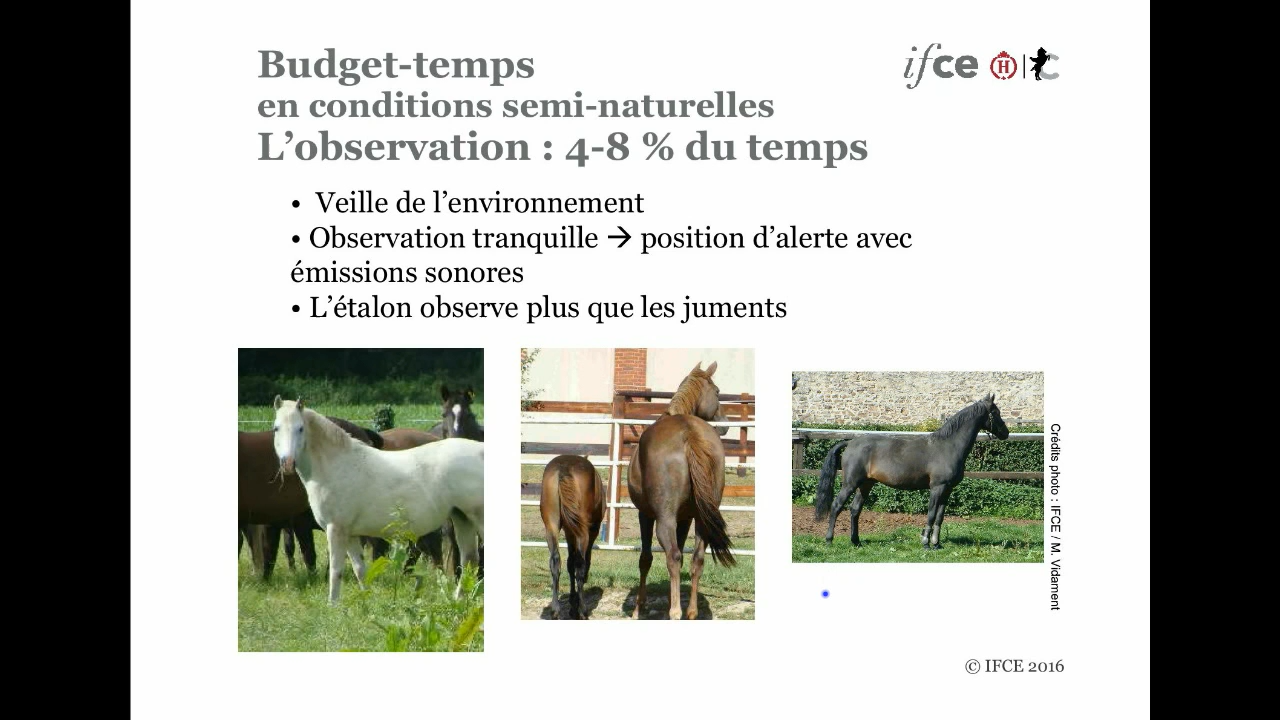 Budget-temps
en conditions semi-naturelles
L’observation : 4-8 % du temps
ifce H
• Veille de l’environnement
• Observation tranquille → position d’alerte avec
émissions sonores
• L’étalon observe plus que les juments
Crédits photo : IFCE / M. Vidament
© IFCE 2016